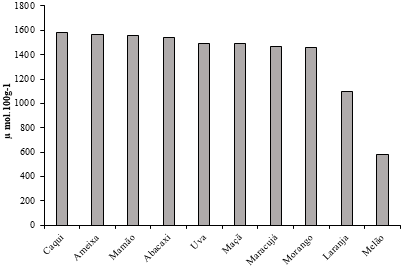 1800
1600
1400
1200
1000
800
600
400
200
0
µ mol.100g-1
Caqui
Ameixa
Mamão
Abacaxi
Uva
Maçã
Maracujá
Morango
Laranja
Melão